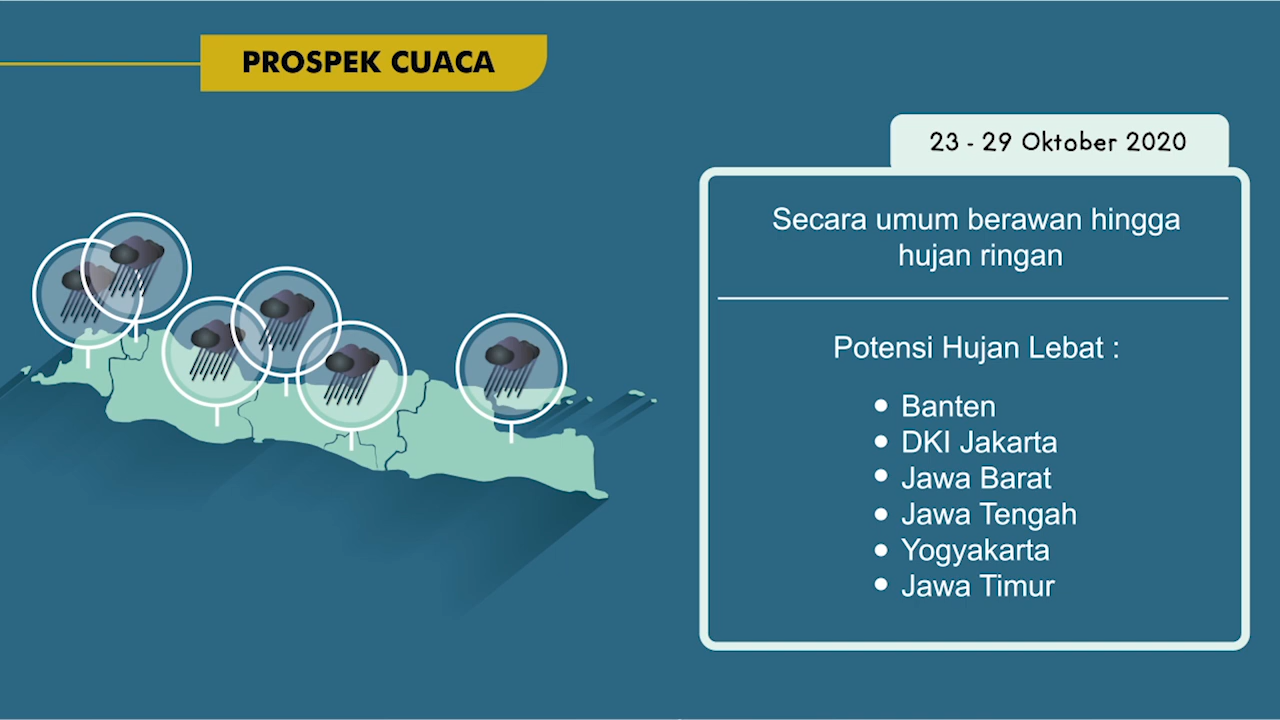 PROSPEK CUACA
23 - 29 Oktober 2020
Secara umum berawan hingga
hujan ringan
Potensi Hujan Lebat :
• Banten
• DKI Jakarta
• Jawa Barat
• Jawa Tengah
• Yogyakarta
• Jawa Timur